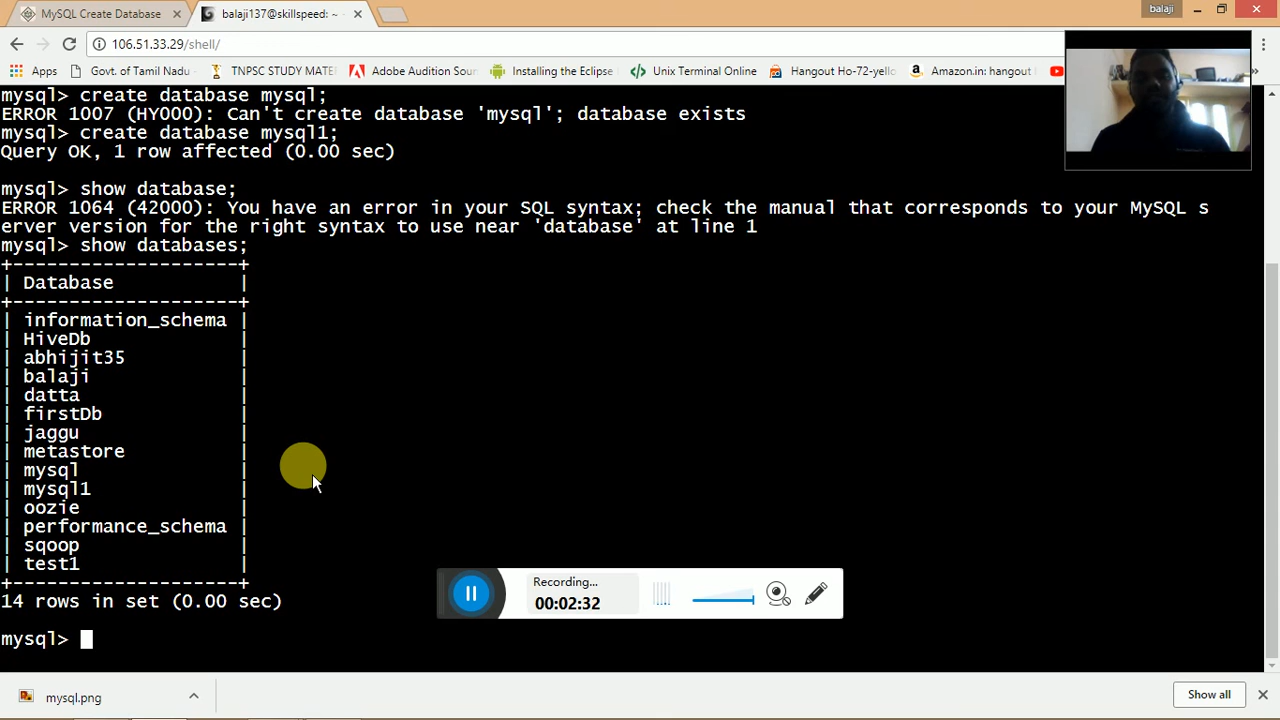 MySQL Create Database
balaji137@skillspeed: ~
balaji
106.51.33.29/shell/
Apps
Govt. of Tamil Nadu
TNPSC STUDY MATE
Adobe Audition Sour
Installing the Eclipse
Unix Terminal Online
Hangout Ho-72-yello
Amazon.in: hangout
mysql> create database mysql;
ERROR 1007 (HY000): Can't create database 'mysql'; database exists
mysql> create database mysql1;
Query OK, 1 row affected (0.00 sec)
mysql> show database;
ERROR 1064 (42000): You have an error in your SQL syntax; check the manual that corresponds to your MySQL s
erver version for the right syntax to use near 'database' at line 1
mysql> show databases;
+--------------------+
| Database           |
+--------------------+
| information_schema |
| HiveDb             |
| abhijit35          |
| balaji             |
| datta              |
| firstDb            |
| jaggu              |
| metastore          |
| mysql              |
| mysql1             |
| oozie              |
| performance_schema |
| sqoop              |
| test1              |
+--------------------+
14 rows in set (0.00 sec)
mysql>
Recording...
00:02:32
mysql.png
Show all